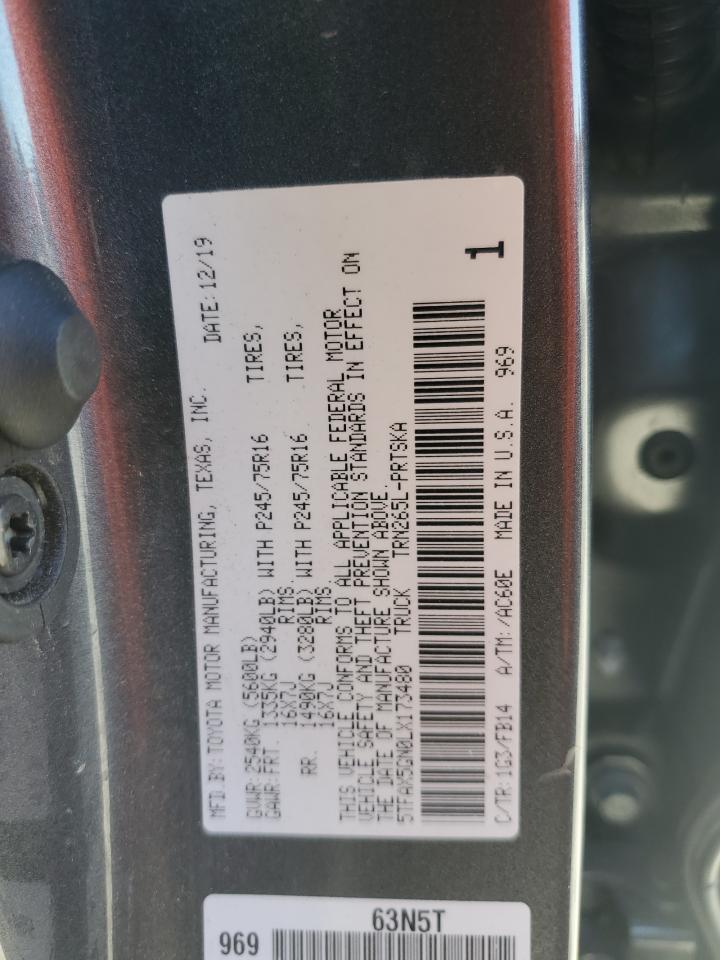 MFD.BY:TOYOTA MOTOR MANUFACTURING, TEXAS, INC. DATE:12/19
GVWR:2540KG (5600LB)
GAWR:FRT. 1335KG (2940LB) WITH P245/75R16 TIRES,
16X7J RIMS.
RR. 1490KG (3280LB) WITH P245/75R16 TIRES,
16X7J RIMS.
THIS VEHICLE CONFORMS TO ALL APPLICABLE FEDERAL MOTOR
VEHICLE SAFETY AND THEFT PREVENTION STANDARDS IN EFFECT ON
THE DATE OF MANUFACTURE SHOWN ABOVE.
5TFAX5GN0LX173480 TRUCK TRN265L-PRTSKA
1
C/TR:1G3/FB14 A/TM:/AC60E MADE IN U.S.A. 969
63N5T
969